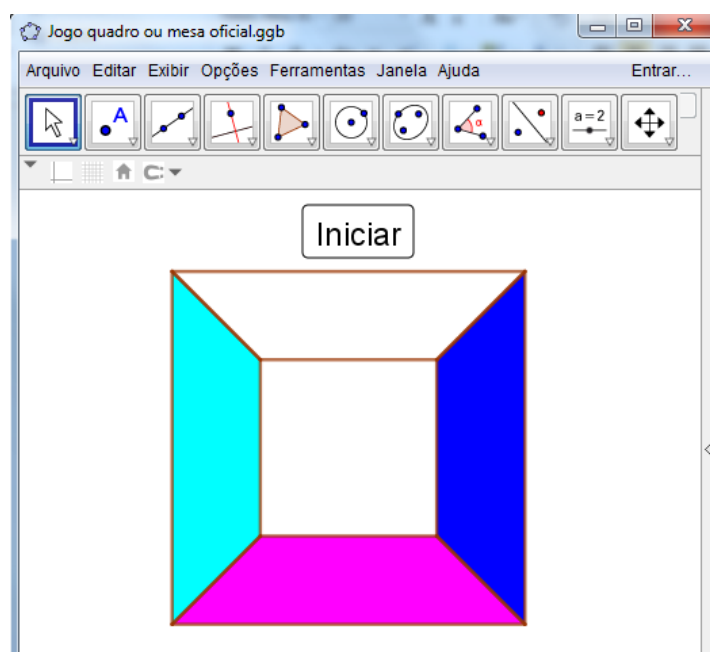 Jogo quadro ou mesa oficial.ggb
Arquivo Editar Exibir Opções Ferramentas Janela Ajuda Entrar...
A α a=2
Iniciar